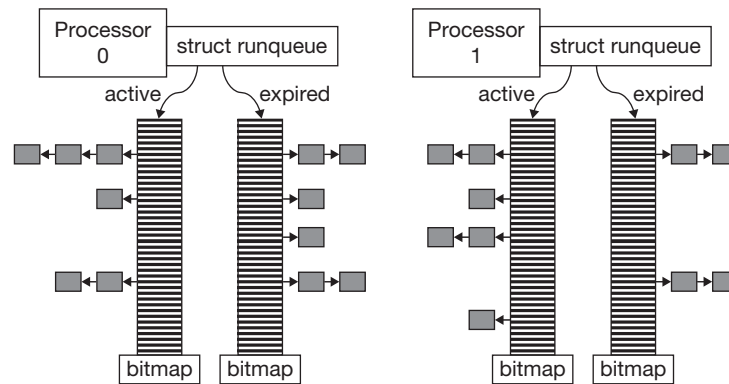 Processor
0
struct runqueue
active
expired
bitmap
bitmap
Processor
1
struct runqueue
active
expired
bitmap
bitmap